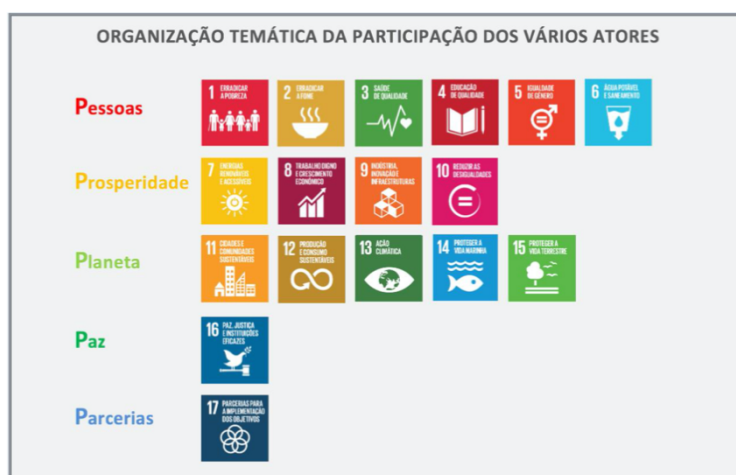 ORGANIZAÇÃO TEMÁTICA DA PARTICIPAÇÃO DOS VÁRIOS ATORES
Pessoas
1 ERRADICAR
A POBREZA
2 ERRADICAR
A FOME
3 SAÚDE
DE QUALIDADE
4 EDUCAÇÃO
DE QUALIDADE
5 IGUALDADE
DE GÉNERO
6 ÁGUA POTÁVEL
E SANEAMENTO
Prosperidade
7 ENERGIAS
RENOVÁVEIS
E ACESSÍVEIS
8 TRABALHO DIGNO
E CRESCIMENTO
ECONÓMICO
9 INDÚSTRIA,
INOVAÇÃO E
INFRAESTRUTURAS
10 REDUZIR AS
DESIGUALDADES
Planeta
11 CIDADES E
COMUNIDADES
SUSTENTÁVEIS
12 PRODUÇÃO
E CONSUMO
SUSTENTÁVEIS
13 AÇÃO
CLIMÁTICA
14 PROTEGER A
VIDA MARINHA
15 PROTEGER A
VIDA TERRESTRE
Paz
16 PAZ, JUSTIÇA
E INSTITUIÇÕES
EFICAZES
Parcerias
17 PARCERIAS PARA
A IMPLEMENTAÇÃO
DOS OBJETIVOS